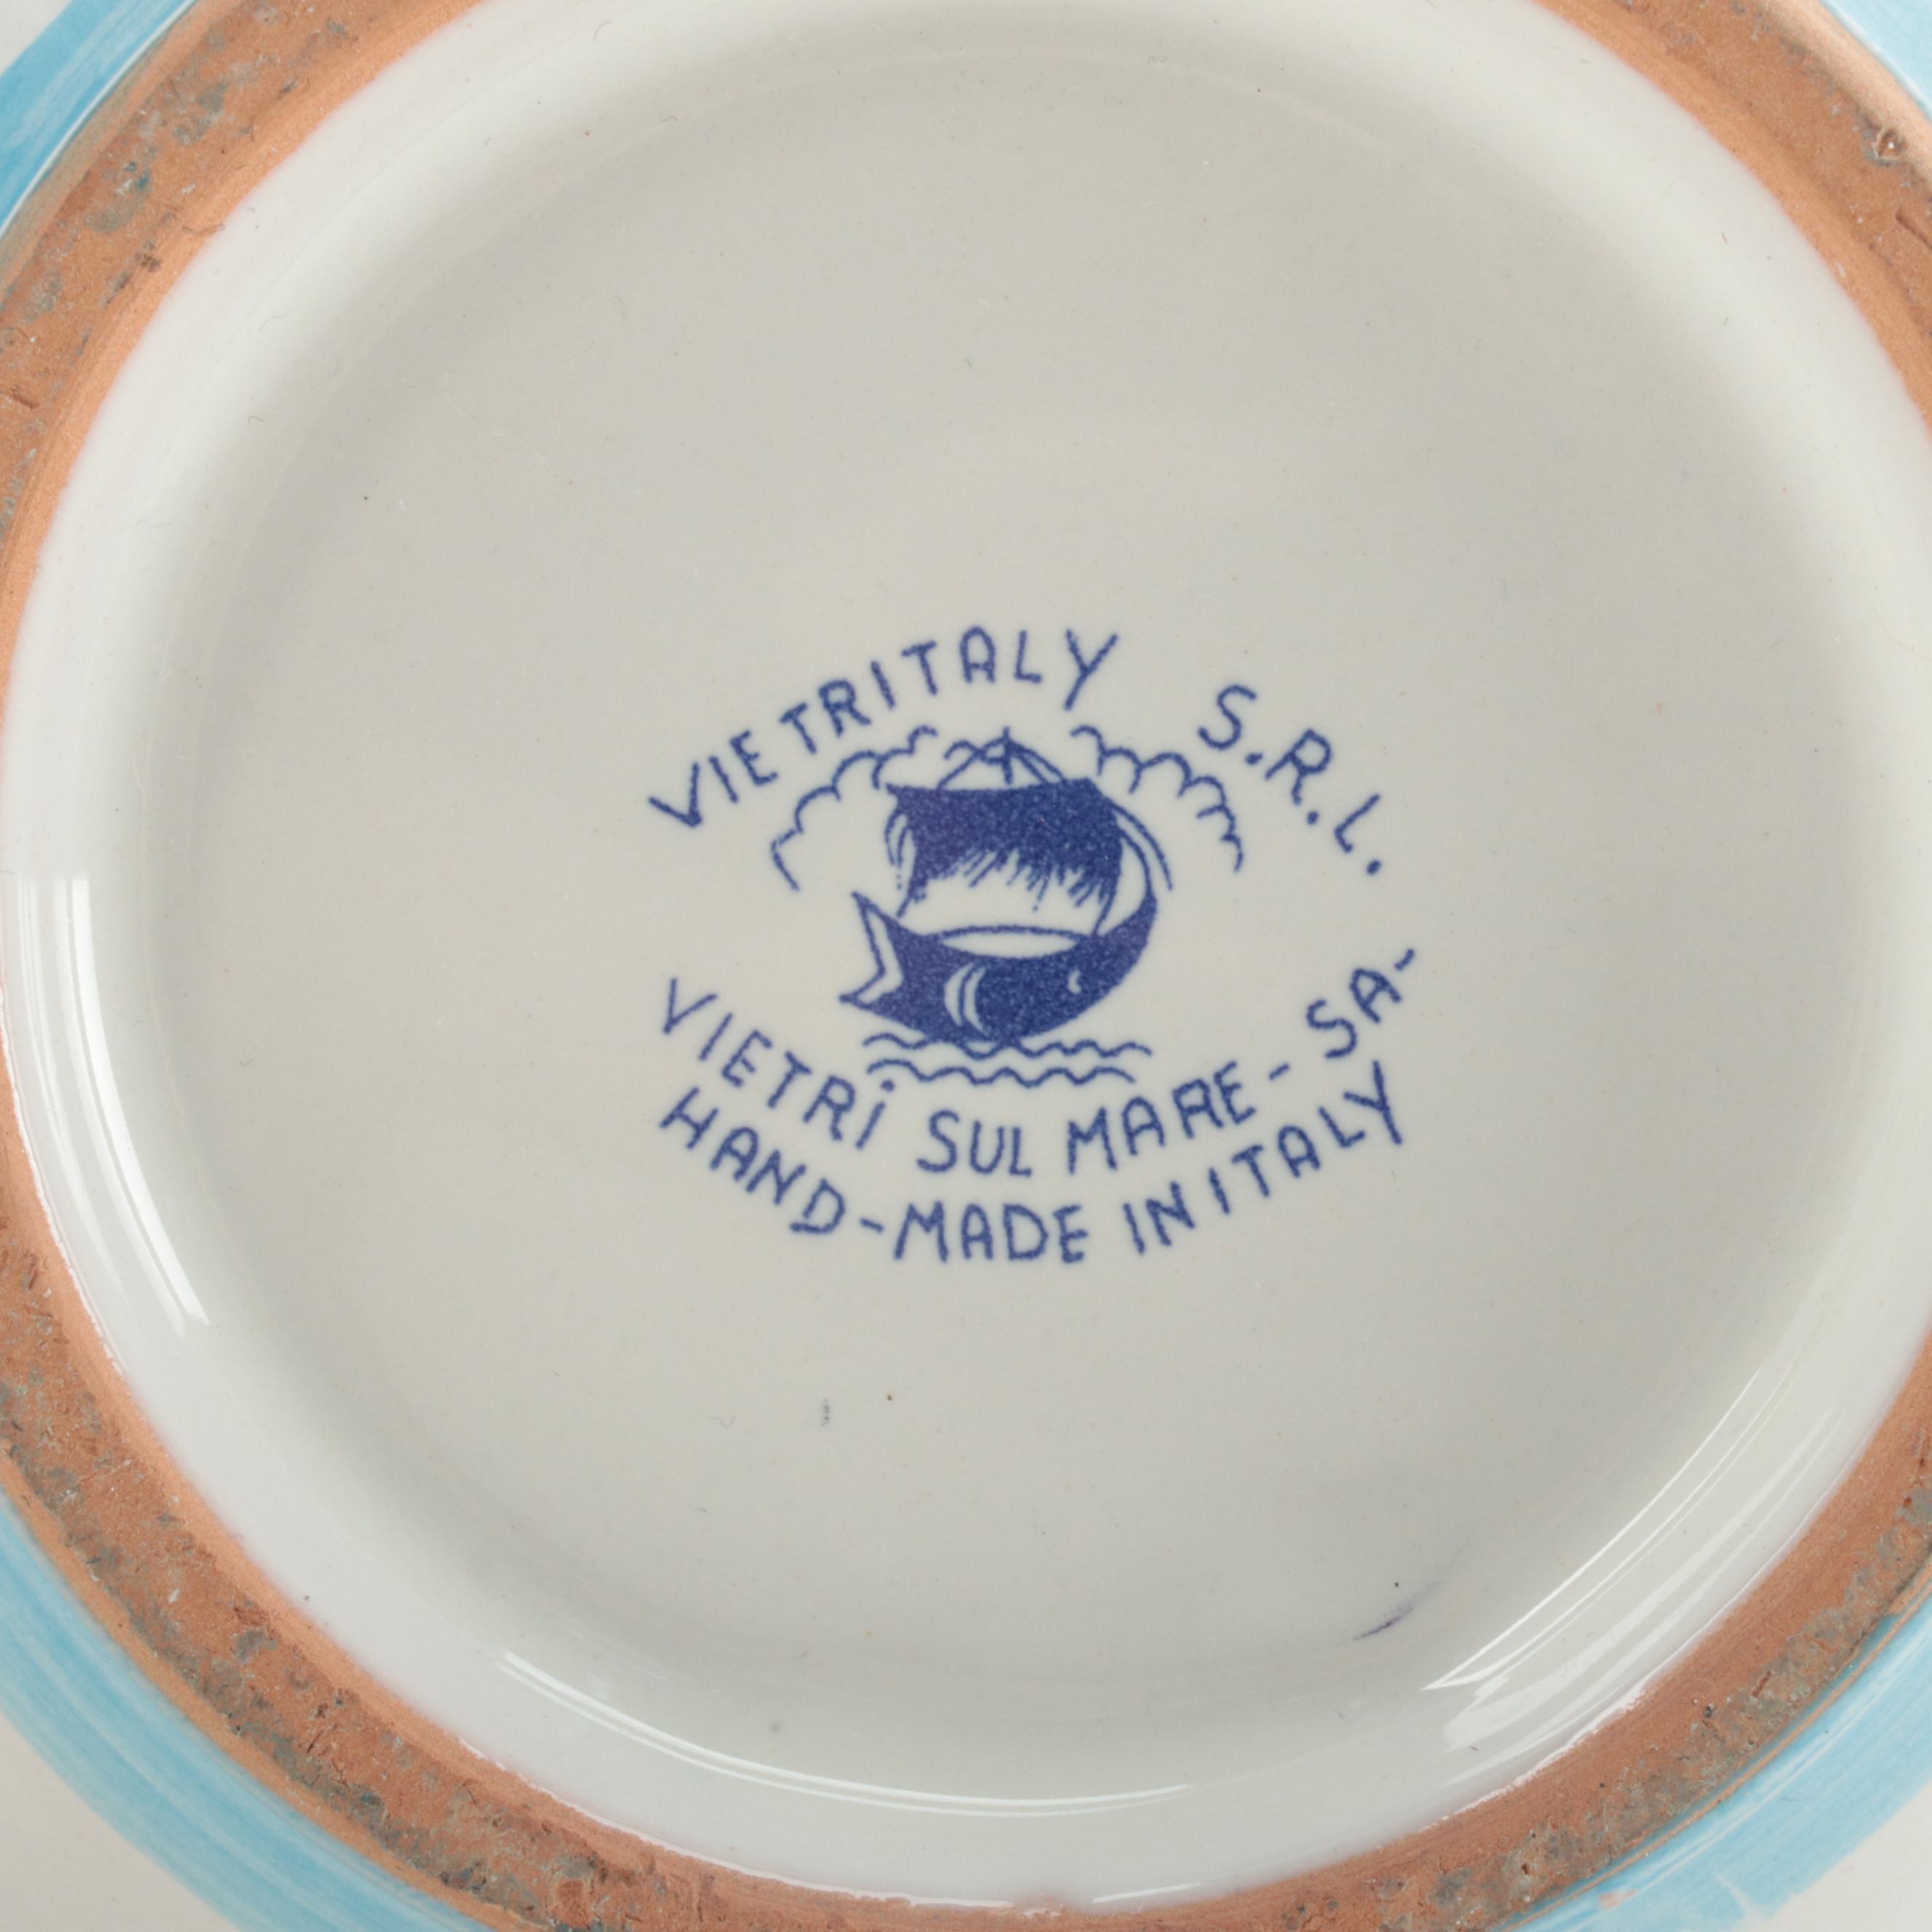 VIETRITALY S.R.L.
VIETRI SUL MARE - SA-
HAND-MADE IN ITALY